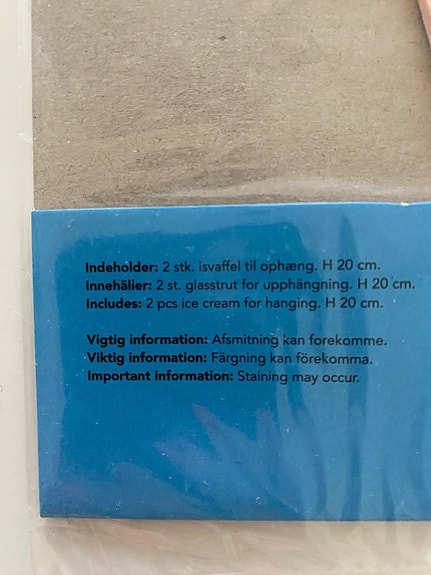 Indeholder: 2 stk. isvaffel til ophæng. H 20 cm.
Innehäller: 2 st. glasstrut for upphängning. H 20 cm.
Includes: 2 pcs ice cream for hanging. H 20 cm.
Vigtig information: Afsmitning kan forekomme.
Viktig information: Färgning kan förekomma.
Important information: Staining may occur.